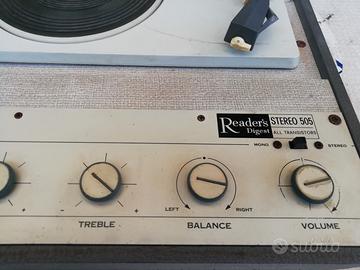 Reader's Digest
STEREO 505
ALL TRANSISTORS
MONO
STEREO
- +
TREBLE
LEFT
RIGHT
BALANCE
-
VOLUME
subito